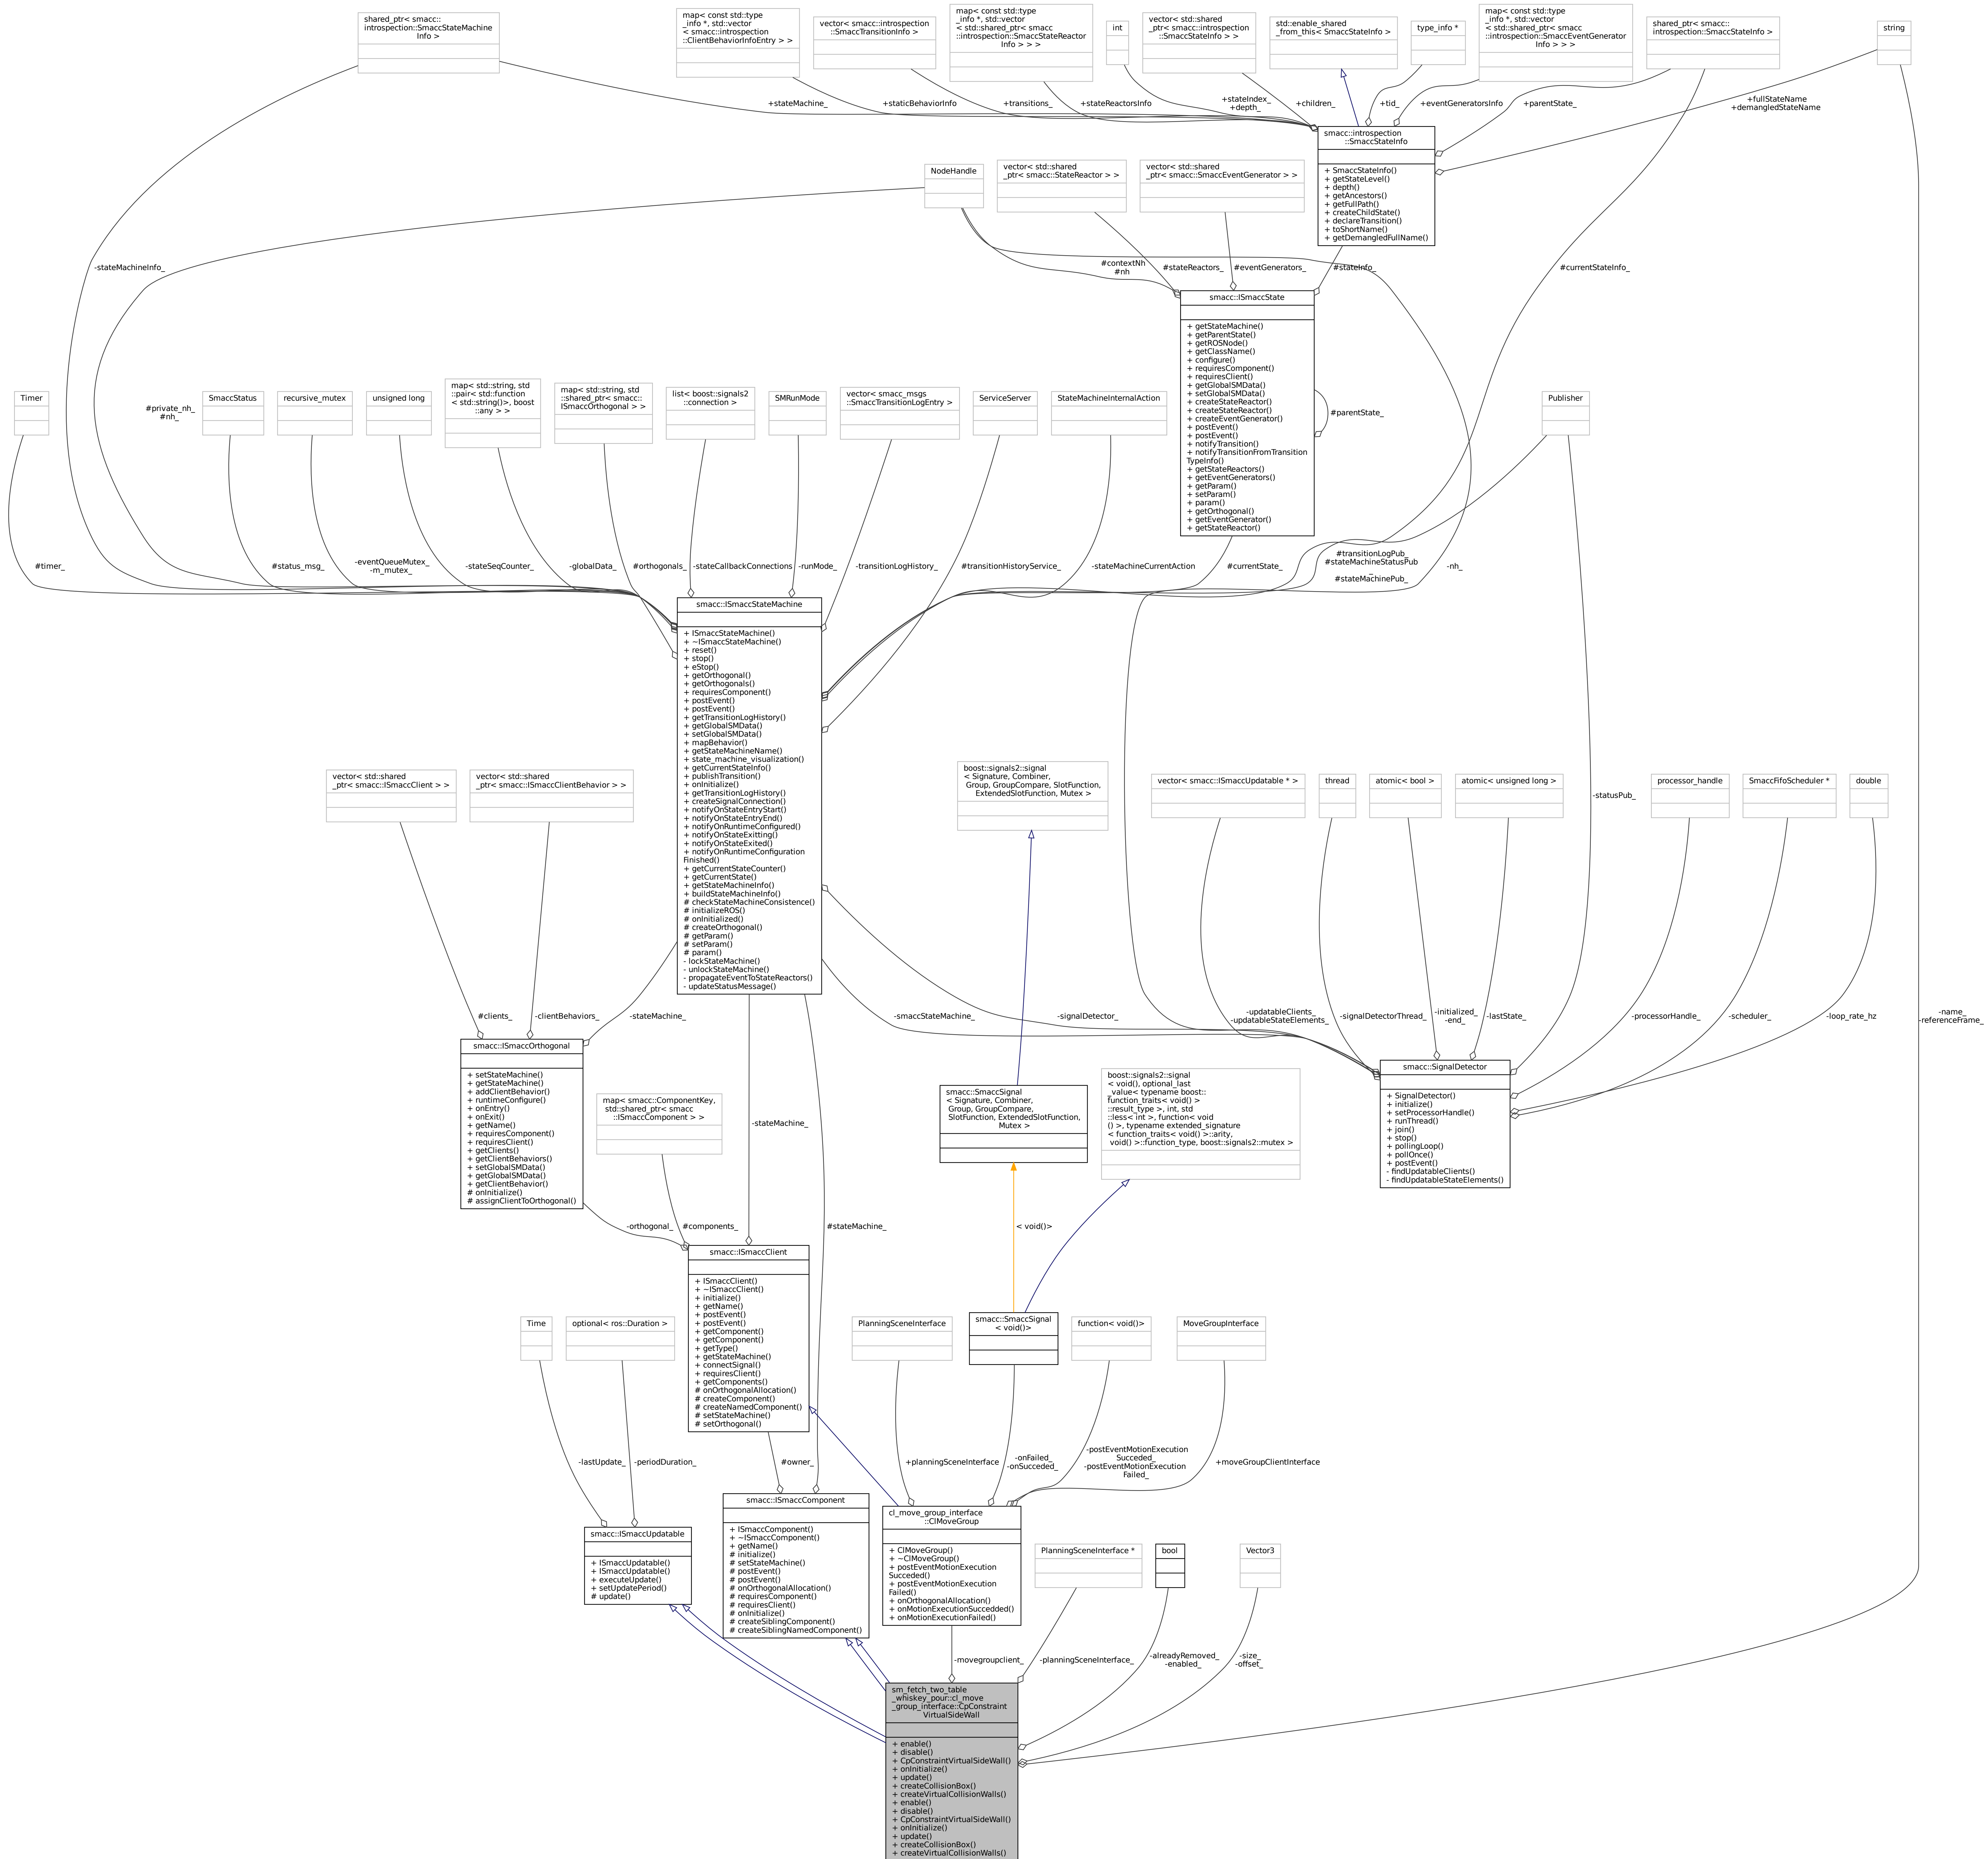 shared_ptr< smacc::
introspection::SmaccStateMachine
Info >
map< const std::type
_info *, std::vector
< smacc::introspection
::ClientBehaviorInfoEntry > >
vector< smacc::introspection
::SmaccTransitionInfo >
map< const std::type
_info *, std::vector
< std::shared_ptr< smacc
::introspection::SmaccStateReactor
Info > > >
int
vector< std::shared
_ptr< smacc::introspection
::SmaccStateInfo > >
std::enable_shared
_from_this< SmaccStateInfo >
type_info *
map< const std::type
_info *, std::vector
< std::shared_ptr< smacc
::introspection::SmaccEventGenerator
Info > > >
shared_ptr< smacc::
introspection::SmaccStateInfo >
string
+stateMachine_
+staticBehaviorInfo
+transitions_
+stateReactorsInfo
+stateIndex_
+depth_
+children_
+tid_
+eventGeneratorsInfo
+parentState_
+fullStateName
+demangledStateName
smacc::introspection
::SmaccStateInfo
+ SmaccStateInfo()
+ getStateLevel()
+ depth()
+ getAncestors()
+ getFullPath()
+ createChildState()
+ declareTransition()
+ toShortName()
+ getDemangledFullName()
NodeHandle
vector< std::shared
_ptr< smacc::StateReactor > >
vector< std::shared
_ptr< smacc::SmaccEventGenerator > >
-stateMachineInfo_
#contextNh
#nh
#stateReactors_
#eventGenerators_
#stateInfo_
#currentStateInfo_
smacc::ISmaccState
+ getStateMachine()
+ getParentState()
+ getROSNode()
+ getClassName()
+ configure()
+ requiresComponent()
+ requiresClient()
+ getGlobalSMData()
+ setGlobalSMData()
+ createStateReactor()
+ createStateReactor()
+ createEventGenerator()
+ postEvent()
+ postEvent()
+ notifyTransition()
+ notifyTransitionFromTransition
TypeInfo()
+ getStateReactors()
+ getEventGenerators()
+ getParam()
+ setParam()
+ param()
+ getOrthogonal()
+ getEventGenerator()
+ getStateReactor()
#parentState_
Timer
#private_nh_
#nh_
SmaccStatus
recursive_mutex
unsigned long
map< std::string, std
::pair< std::function
< std::string()>, boost
::any > >
map< std::string, std
::shared_ptr< smacc::
ISmaccOrthogonal > >
list< boost::signals2
::connection >
SMRunMode
vector< smacc_msgs
::SmaccTransitionLogEntry >
ServiceServer
StateMachineInternalAction
Publisher
#timer_
#status_msg_
-eventQueueMutex_
-m_mutex_
-stateSeqCounter_
-globalData_
#orthogonals_
-stateCallbackConnections
-runMode_
-transitionLogHistory_
#transitionHistoryService_
-stateMachineCurrentAction
#currentState_
#transitionLogPub_
#stateMachineStatusPub
_
#stateMachinePub_
-nh_
smacc::ISmaccStateMachine
+ ISmaccStateMachine()
+ ~ISmaccStateMachine()
+ reset()
+ stop()
+ eStop()
+ getOrthogonal()
+ getOrthogonals()
+ requiresComponent()
+ postEvent()
+ postEvent()
+ getTransitionLogHistory()
+ getGlobalSMData()
+ setGlobalSMData()
+ mapBehavior()
+ getStateMachineName()
+ state_machine_visualization()
+ getCurrentStateInfo()
+ publishTransition()
+ onInitialize()
+ getTransitionLogHistory()
+ createSignalConnection()
+ notifyOnStateEntryStart()
+ notifyOnStateEntryEnd()
+ notifyOnRuntimeConfigured()
+ notifyOnStateExitting()
+ notifyOnStateExited()
+ notifyOnRuntimeConfiguration
Finished()
+ getCurrentStateCounter()
+ getCurrentState()
+ getStateMachineInfo()
+ buildStateMachineInfo()
# checkStateMachineConsistence()
# initializeROS()
# onInitialized()
# createOrthogonal()
# getParam()
# setParam()
# param()
- lockStateMachine()
- unlockStateMachine()
- propagateEventToStateReactors()
- updateStatusMessage()
vector< std::shared
_ptr< smacc::ISmaccClient > >
vector< std::shared
_ptr< smacc::ISmaccClientBehavior > >
boost::signals2::signal
< Signature, Combiner,
Group, GroupCompare, SlotFunction,
ExtendedSlotFunction, Mutex >
vector< smacc::ISmaccUpdatable * >
thread
atomic< bool >
atomic< unsigned long >
-statusPub_
processor_handle
SmaccFifoScheduler *
double
#clients_
-clientBehaviors_
-stateMachine_
-smaccStateMachine_
-signalDetector_
-updatableClients_
-updatableStateElements_
-signalDetectorThread_
-initialized_
-end_
-lastState_
-processorHandle_
-scheduler_
-loop_rate_hz
-name_
-referenceFrame_
smacc::ISmaccOrthogonal
+ setStateMachine()
+ getStateMachine()
+ addClientBehavior()
+ runtimeConfigure()
+ onEntry()
+ onExit()
+ getName()
+ requiresComponent()
+ requiresClient()
+ getClients()
+ getClientBehaviors()
+ setGlobalSMData()
+ getGlobalSMData()
+ getClientBehavior()
# onInitialize()
# assignClientToOrthogonal()
map< smacc::ComponentKey,
std::shared_ptr< smacc
::ISmaccComponent > >
-stateMachine_
smacc::SmaccSignal
< Signature, Combiner,
Group, GroupCompare,
SlotFunction, ExtendedSlotFunction,
Mutex >
boost::signals2::signal
< void(), optional_last
_value< typename boost::
function_traits< void() >
::result_type >, int, std
::less< int >, function< void
() >, typename extended_signature
< function_traits< void() >::arity,
void() >::function_type, boost::signals2::mutex >
smacc::SignalDetector
+ SignalDetector()
+ initialize()
+ setProcessorHandle()
+ runThread()
+ join()
+ stop()
+ pollingLoop()
+ pollOnce()
+ postEvent()
- findUpdatableClients()
- findUpdatableStateElements()
-orthogonal_
#components_
#stateMachine_
< void()>
smacc::ISmaccClient
+ ISmaccClient()
+ ~ISmaccClient()
+ initialize()
+ getName()
+ postEvent()
+ postEvent()
+ getComponent()
+ getComponent()
+ getType()
+ getStateMachine()
+ connectSignal()
+ requiresClient()
+ getComponents()
# onOrthogonalAllocation()
# createComponent()
# createNamedComponent()
# setStateMachine()
# setOrthogonal()
Time
optional< ros::Duration >
PlanningSceneInterface
smacc::SmaccSignal
< void()>
function< void()>
MoveGroupInterface
-lastUpdate_
-periodDuration_
#owner_
+planningSceneInterface
-onFailed_
-onSucceded_
-postEventMotionExecution
Succeded_
-postEventMotionExecution
Failed_
+moveGroupClientInterface
smacc::ISmaccUpdatable
+ ISmaccUpdatable()
+ ISmaccUpdatable()
+ executeUpdate()
+ setUpdatePeriod()
# update()
smacc::ISmaccComponent
+ ISmaccComponent()
+ ~ISmaccComponent()
+ getName()
# initialize()
# setStateMachine()
# postEvent()
# postEvent()
# onOrthogonalAllocation()
# requiresComponent()
# requiresClient()
# onInitialize()
# createSiblingComponent()
# createSiblingNamedComponent()
cl_move_group_interface
::ClMoveGroup
+ ClMoveGroup()
+ ~ClMoveGroup()
+ postEventMotionExecution
Succeded()
+ postEventMotionExecution
Failed()
+ onOrthogonalAllocation()
+ onMotionExecutionSuccedded()
+ onMotionExecutionFailed()
PlanningSceneInterface *
bool
Vector3
-movegroupclient_
-planningSceneInterface_
-alreadyRemoved_
-enabled_
-size_
-offset_
sm_fetch_two_table
_whiskey_pour::cl_move
_group_interface::CpConstraint
VirtualSideWall
+ enable()
+ disable()
+ CpConstraintVirtualSideWall()
+ onInitialize()
+ update()
+ createCollisionBox()
+ createVirtualCollisionWalls()
+ enable()
+ disable()
+ CpConstraintVirtualSideWall()
+ onInitialize()
+ update()
+ createCollisionBox()
+ createVirtualCollisionWalls()